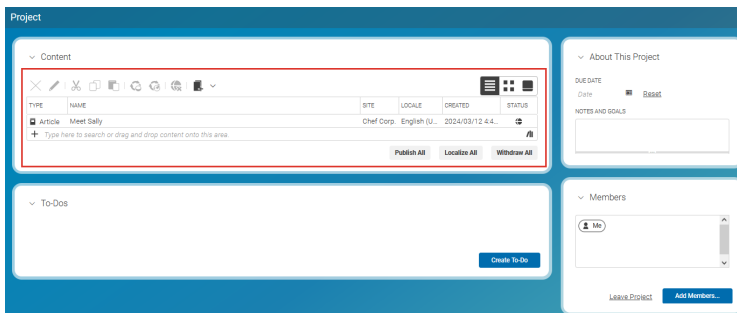 Project
Content
TYPE NAME SITE LOCALE CREATED STATUS
Article Meet Sally Chef Corp. English (U... 2024/03/12 4:4...
Type here to search or drag and drop content onto this area.
Publish All Localize All Withdraw All
To-Dos
Create To-Do
About This Project
DUE DATE
Date Reset
NOTES AND GOALS
Members
Me
Leave Project Add Members...